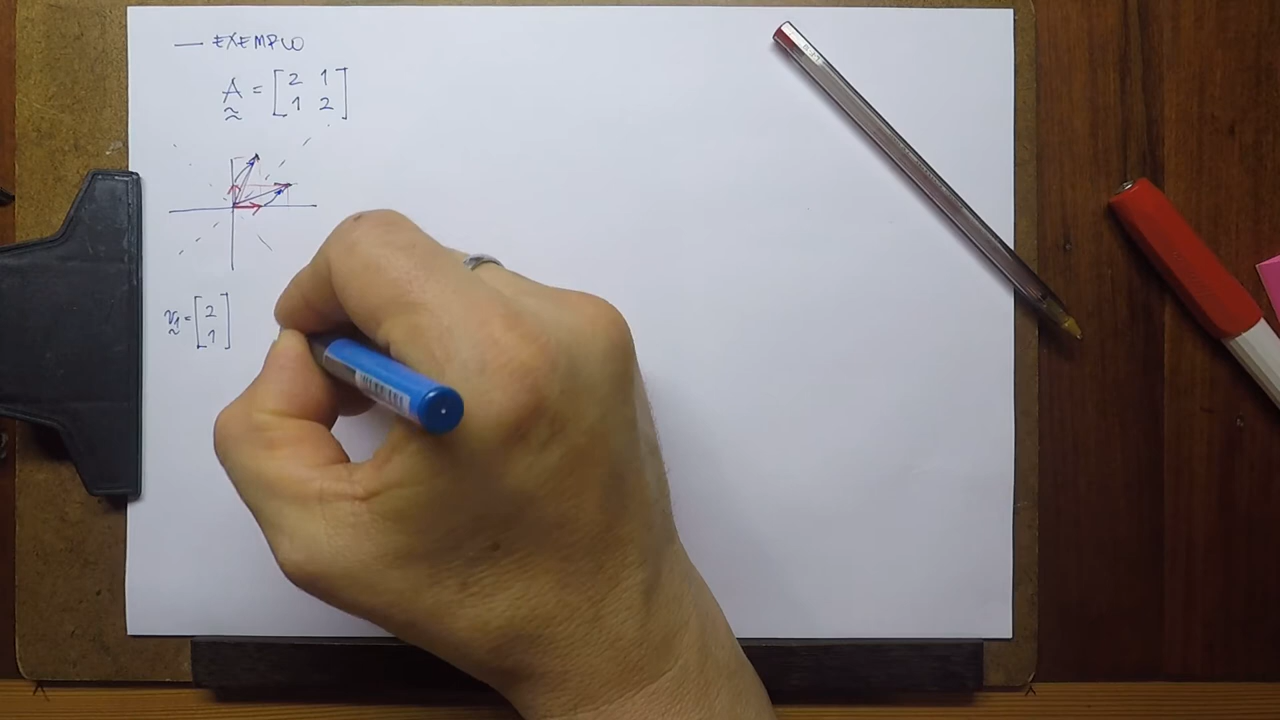 — EXEMPLO
A = [2 1
1 2]
v1 = [2
1]